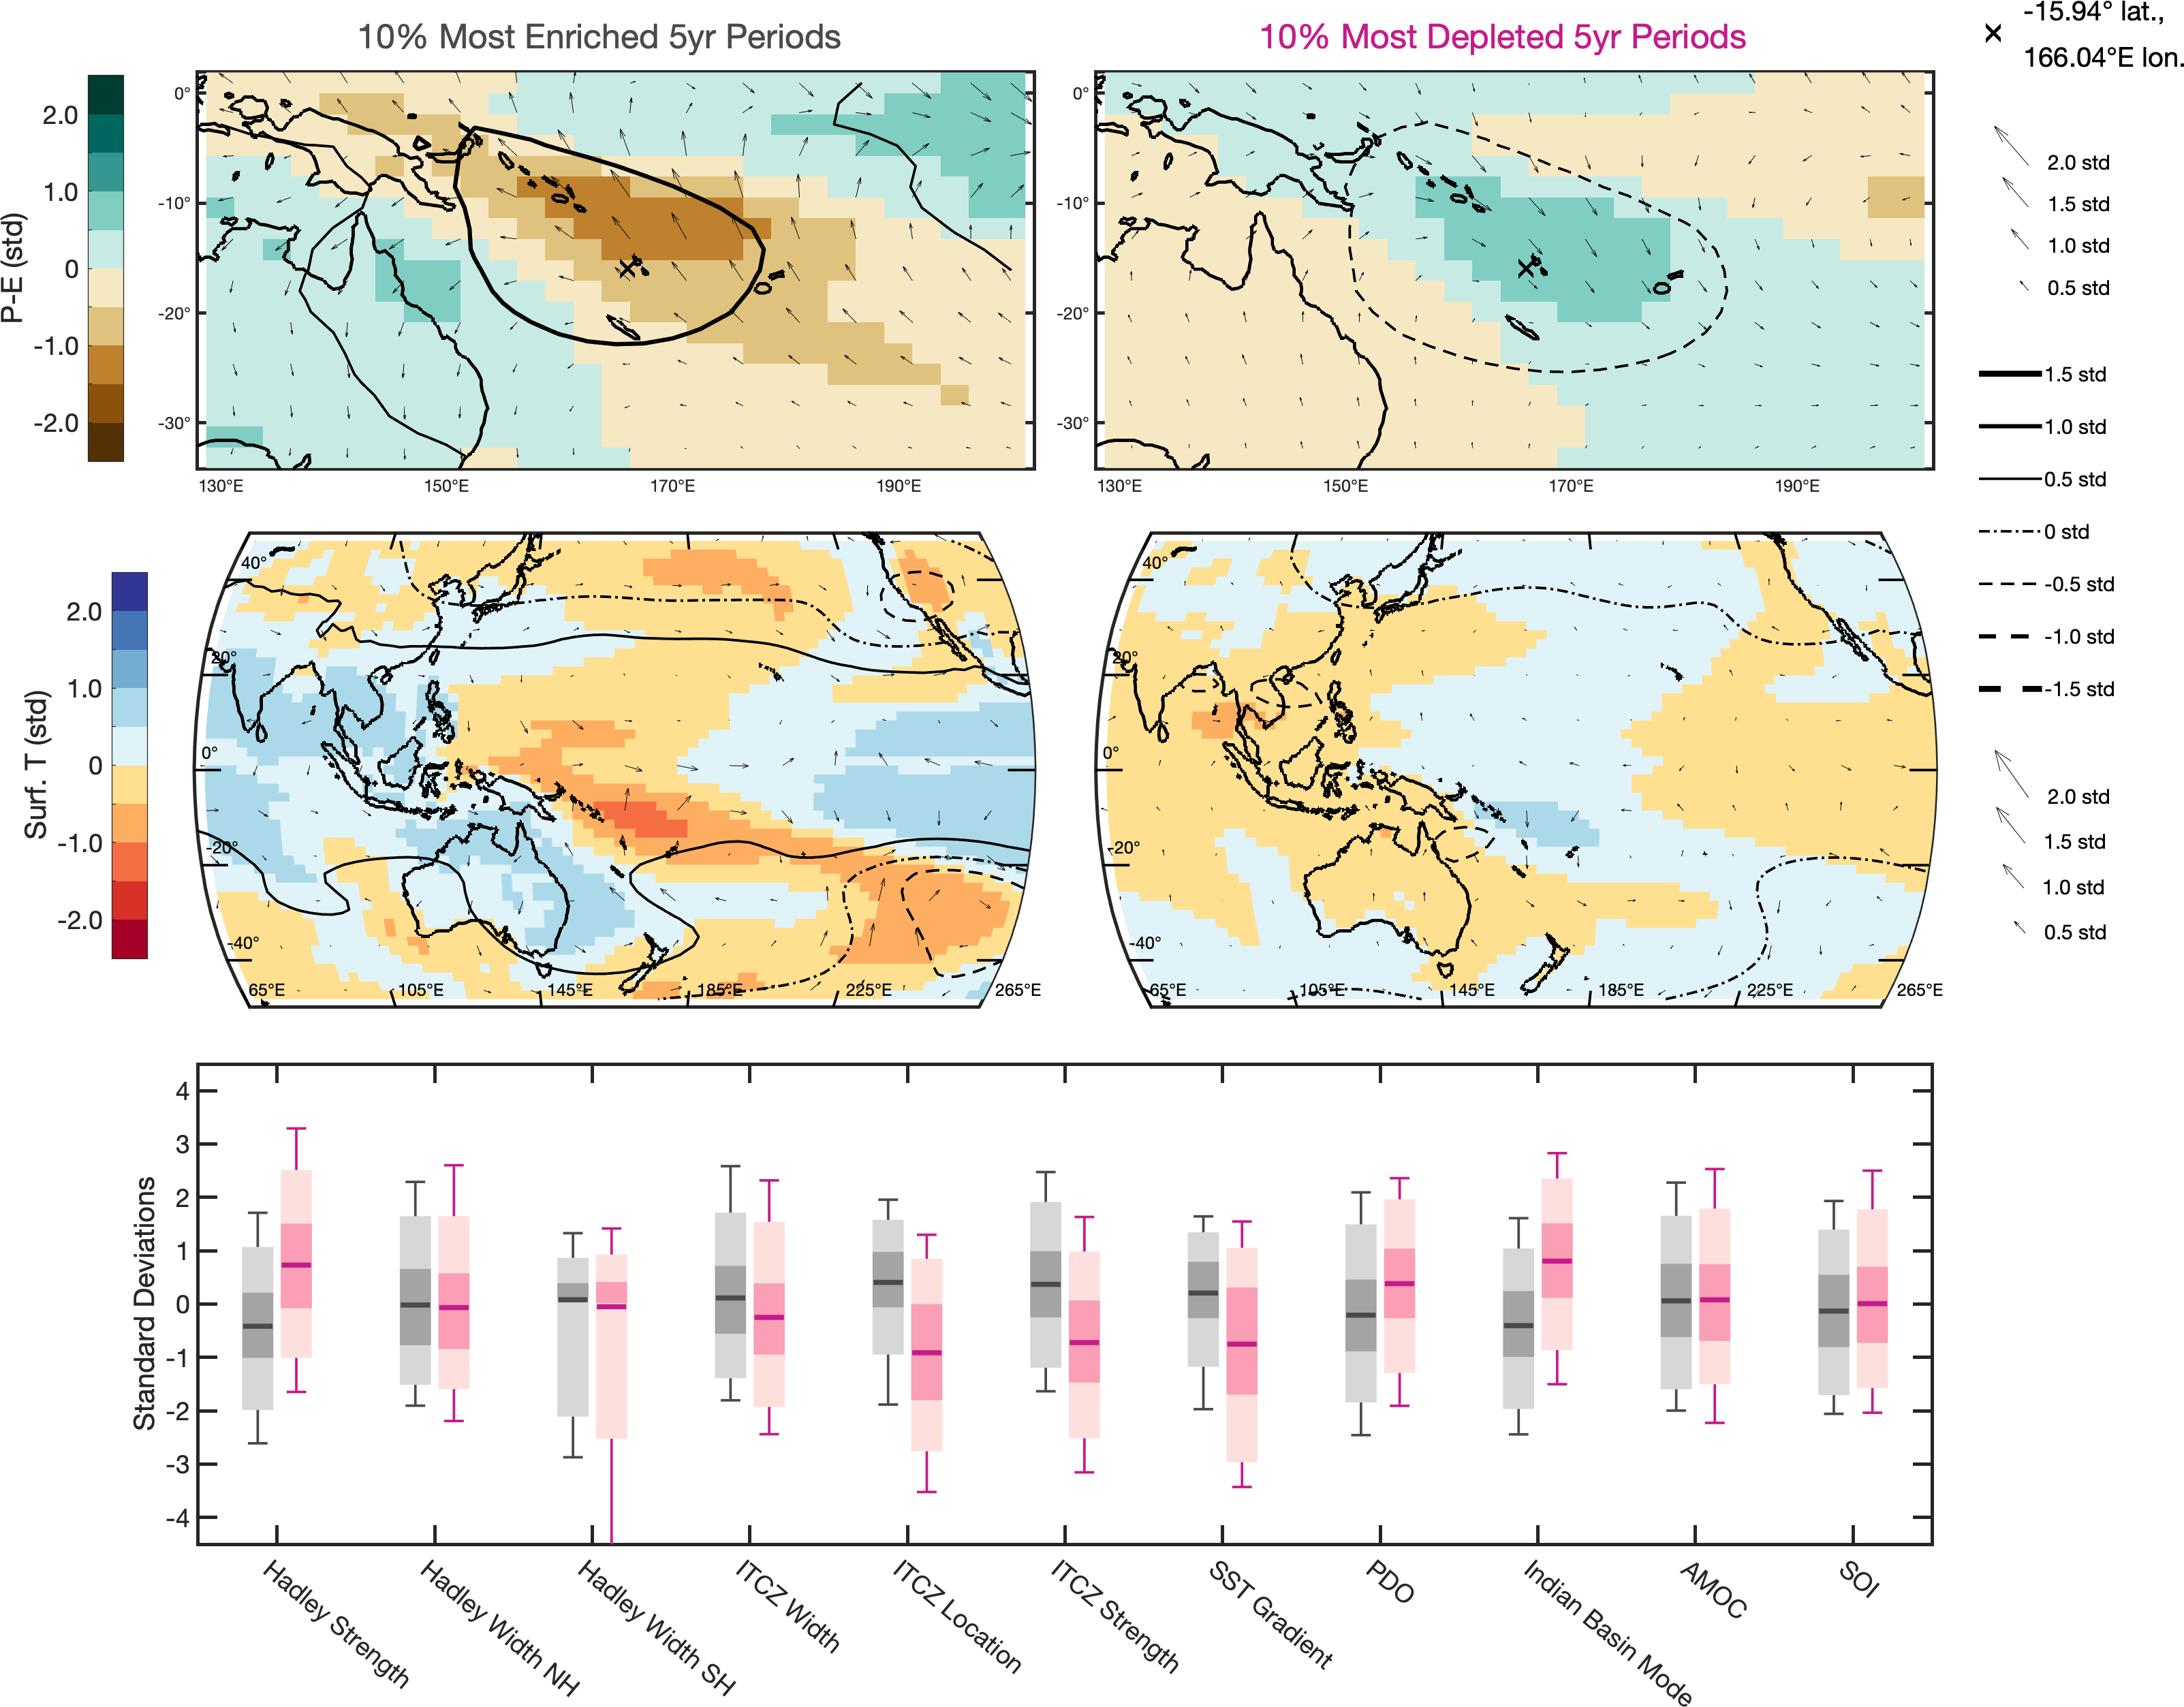 10% Most Enriched 5yr Periods
10% Most Depleted 5yr Periods
-15.94° lat.,
166.04°E lon.
P-E (std)
2.0
1.0
0
-1.0
-2.0
0°
-10°
-20°
-30°
130°E
150°E
170°E
190°E
0°
-10°
-20°
-30°
130°E
150°E
170°E
190°E
2.0 std
1.5 std
1.0 std
0.5 std
1.5 std
1.0 std
0.5 std
0 std
-0.5 std
-1.0 std
-1.5 std
Surf. T (std)
2.0
1.0
0
-1.0
-2.0
40°
20°
0°
-20°
-40°
65°E
105°E
145°E
185°E
225°E
265°E
40°
20°
0°
-20°
-40°
65°E
105°E
145°E
185°E
225°E
265°E
2.0 std
1.5 std
1.0 std
0.5 std
Standard Deviations
4
3
2
1
0
-1
-2
-3
-4
Hadley Strength
Hadley Width NH
Hadley Width SH
ITCZ Width
ITCZ Location
ITCZ Strength
SST Gradient
PDO
Indian Basin Mode
AMOC
SOI